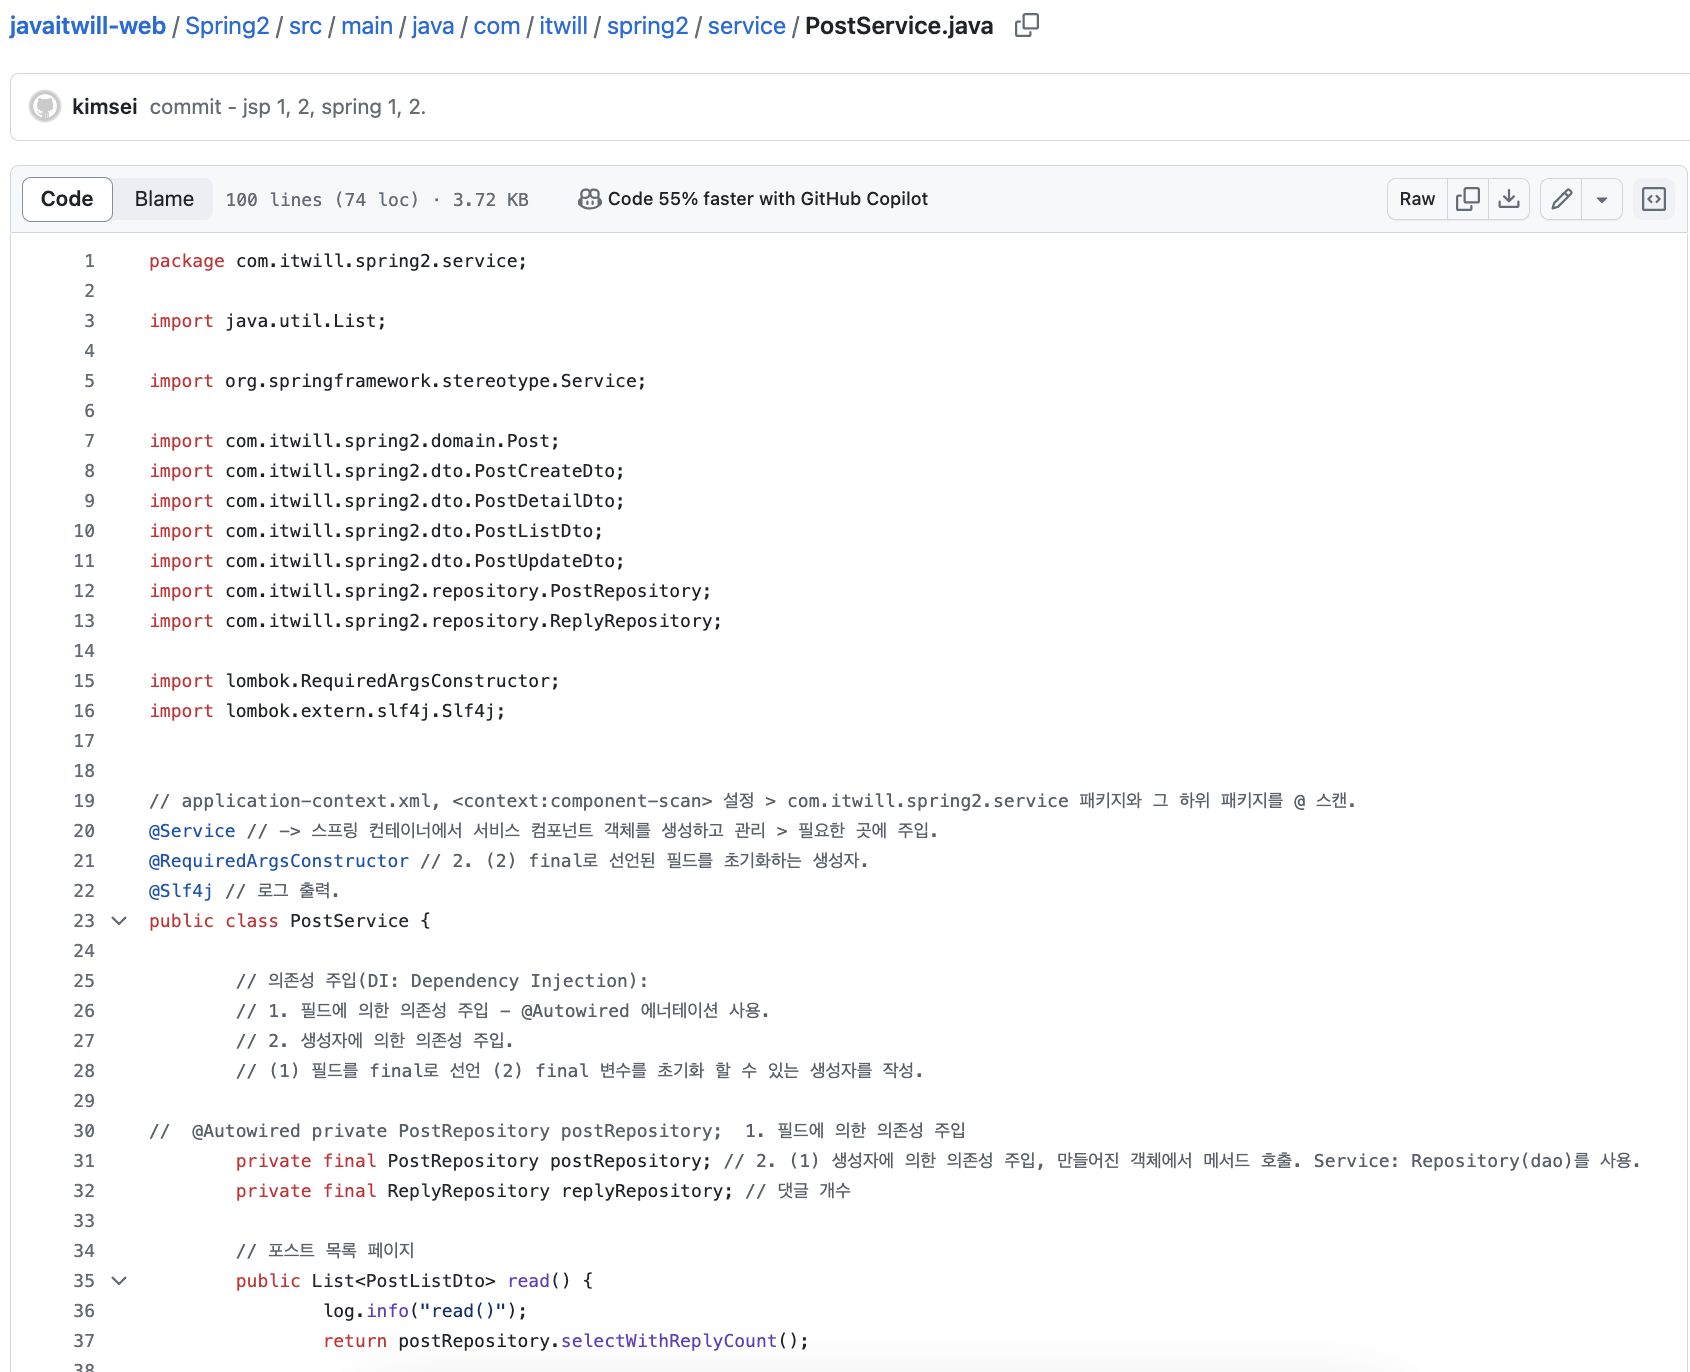 javaitwill-web / Spring2 / src / main / java / com / itwill / spring2 / service / PostService.java
kimsei commit - jsp 1, 2, spring 1, 2.
Code Blame 100 lines (74 loc) · 3.72 KB Code 55% faster with GitHub Copilot Raw
1 package com.itwill.spring2.service;
2
3 import java.util.List;
4
5 import org.springframework.stereotype.Service;
6
7 import com.itwill.spring2.domain.Post;
8 import com.itwill.spring2.dto.PostCreateDto;
9 import com.itwill.spring2.dto.PostDetailDto;
10 import com.itwill.spring2.dto.PostListDto;
11 import com.itwill.spring2.dto.PostUpdateDto;
12 import com.itwill.spring2.repository.PostRepository;
13 import com.itwill.spring2.repository.ReplyRepository;
14
15 import lombok.RequiredArgsConstructor;
16 import lombok.extern.slf4j.Slf4j;
17
18
19 // application-context.xml, <context:component-scan> 설정 > com.itwill.spring2.service 패키지와 그 하위 패키지를 @ 스캔.
20 @Service // -> 스프링 컨테이너에서 서비스 컴포넌트 객체를 생성하고 관리 > 필요한 곳에 주입.
21 @RequiredArgsConstructor // 2. (2) final로 선언된 필드를 초기화하는 생성자.
22 @Slf4j // 로그 출력.
23 public class PostService {
24
25 // 의존성 주입(DI: Dependency Injection):
26 // 1. 필드에 의한 의존성 주입 - @Autowired 에너테이션 사용.
27 // 2. 생성자에 의한 의존성 주입.
28 // (1) 필드를 final로 선언 (2) final 변수를 초기화 할 수 있는 생성자를 작성.
29
30 // @Autowired private PostRepository postRepository; 1. 필드에 의한 의존성 주입
31 private final PostRepository postRepository; // 2. (1) 생성자에 의한 의존성 주입, 만들어진 객체에서 메서드 호출. Service: Repository(dao)를 사용.
32 private final ReplyRepository replyRepository; // 댓글 개수
33
34 // 포스트 목록 페이지
35 public List<PostListDto> read() {
36 log.info("read()");
37 return postRepository.selectWithReplyCount();
38